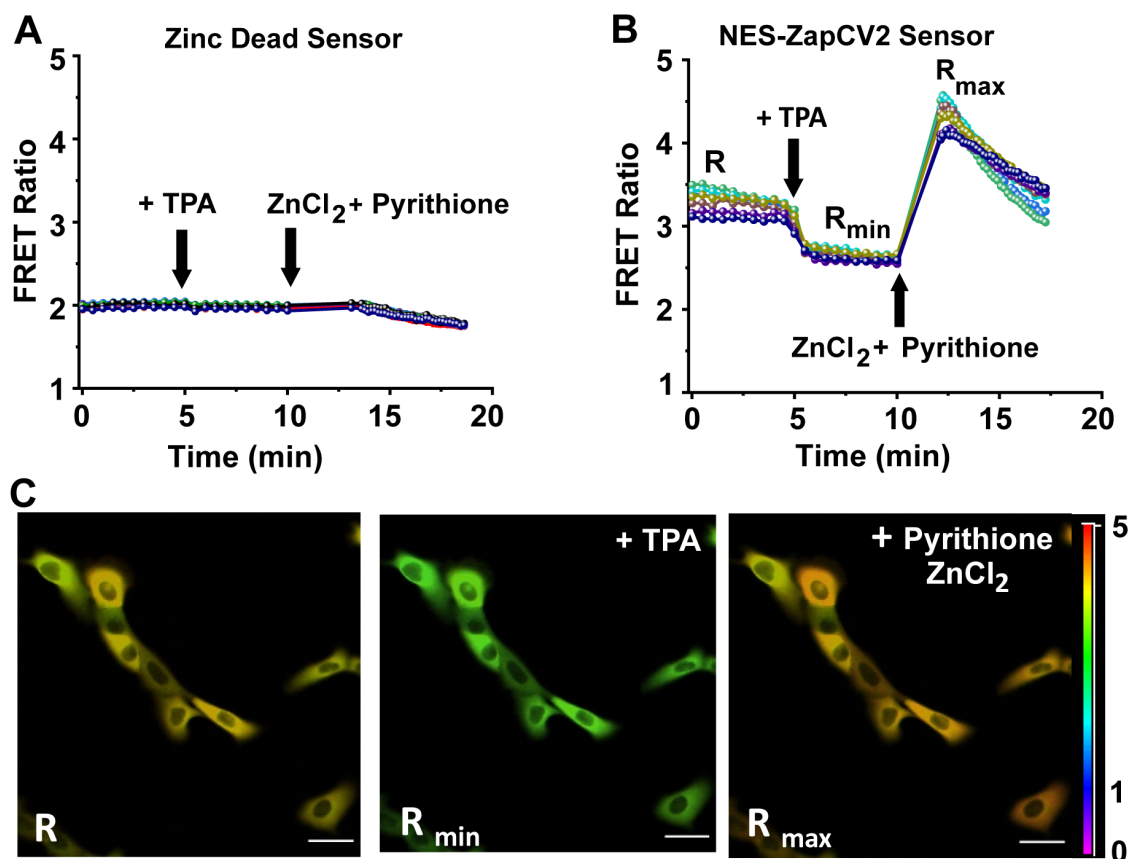 A
Zinc Dead Sensor
5
4
3
2
1
FRET Ratio
+ TPA
ZnCl2 + Pyrithione
0
5
10
15
20
Time (min)
B
NES-ZapCV2 Sensor
5
4
3
2
1
FRET Ratio
R
+ TPA
Rmin
Rmax
ZnCl2 + Pyrithione
0
5
10
15
20
Time (min)
C
R
+ TPA
R min
+ Pyrithione
ZnCl2
R max
5
1
0